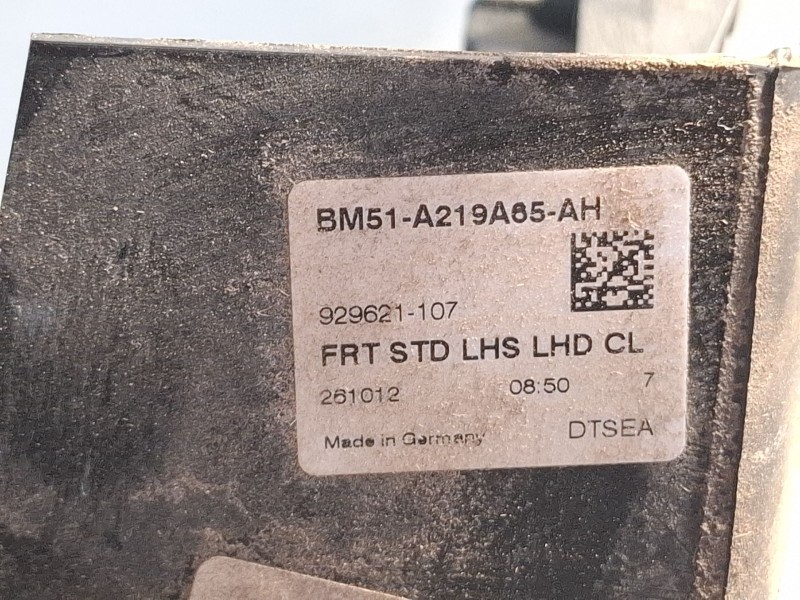 BM51-A219A65-AH
929621-107
FRT STD LHS LHD CL
261012 08:50 7
Made in Germany DTSEA